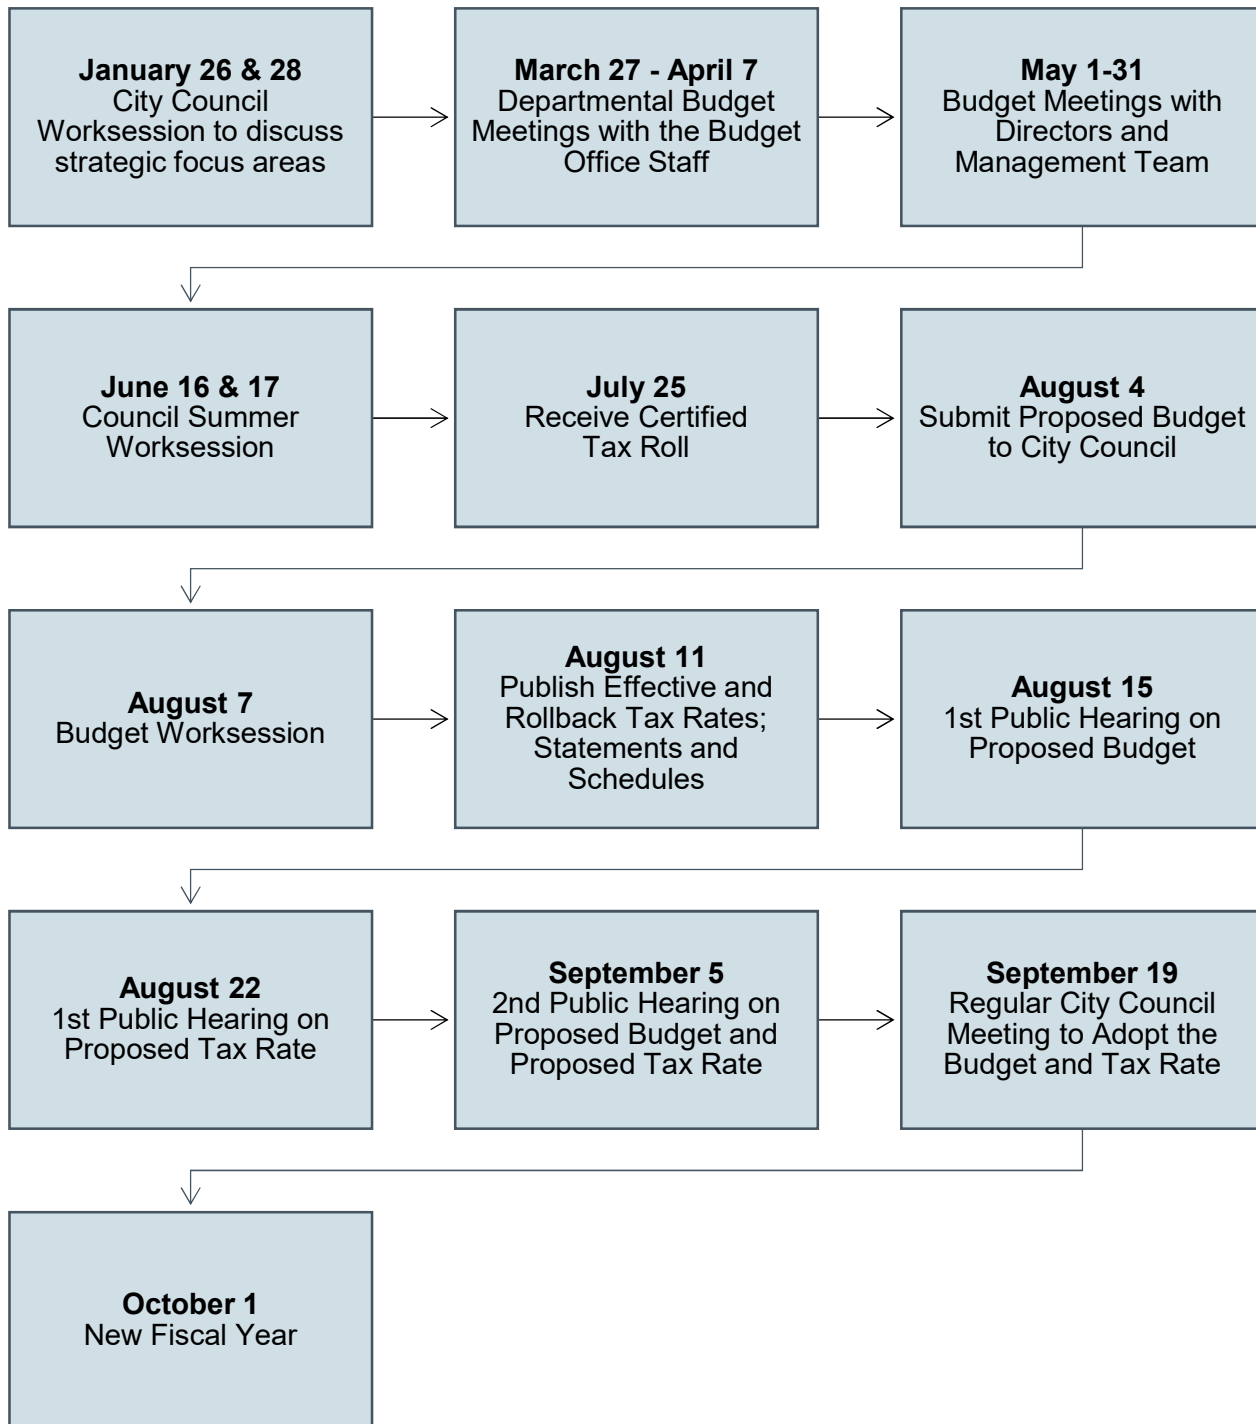 January 26 & 28
City Council
Worksession to discuss
strategic focus areas
March 27 - April 7
Departmental Budget
Meetings with the Budget
Office Staff
May 1-31
Budget Meetings with
Directors and
Management Team
June 16 & 17
Council Summer
Worksession
July 25
Receive Certified
Tax Roll
August 4
Submit Proposed Budget
to City Council
August 7
Budget Worksession
August 11
Publish Effective and
Rollback Tax Rates;
Statements and
Schedules
August 15
1st Public Hearing on
Proposed Budget
August 22
1st Public Hearing on
Proposed Tax Rate
September 5
2nd Public Hearing on
Proposed Budget and
Proposed Tax Rate
September 19
Regular City Council
Meeting to Adopt the
Budget and Tax Rate
October 1
New Fiscal Year